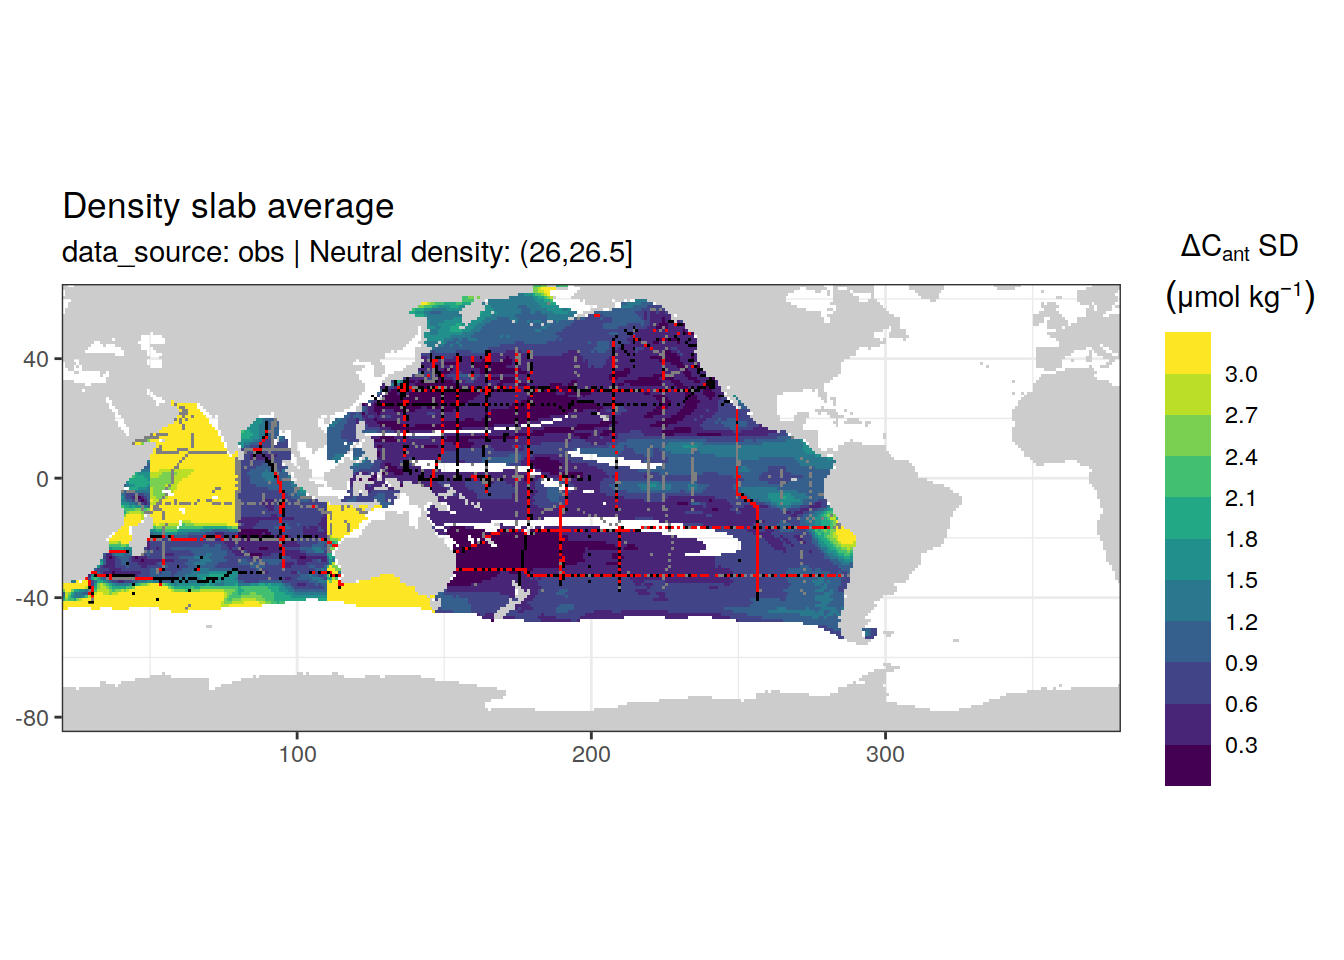 Density slab average
data_source: obs | Neutral density: (26,26.5]
ΔCant SD
(μmol kg⁻¹)
3.0
2.7
2.4
2.1
1.8
1.5
1.2
0.9
0.6
0.3
40
0
-40
-80
100 200 300